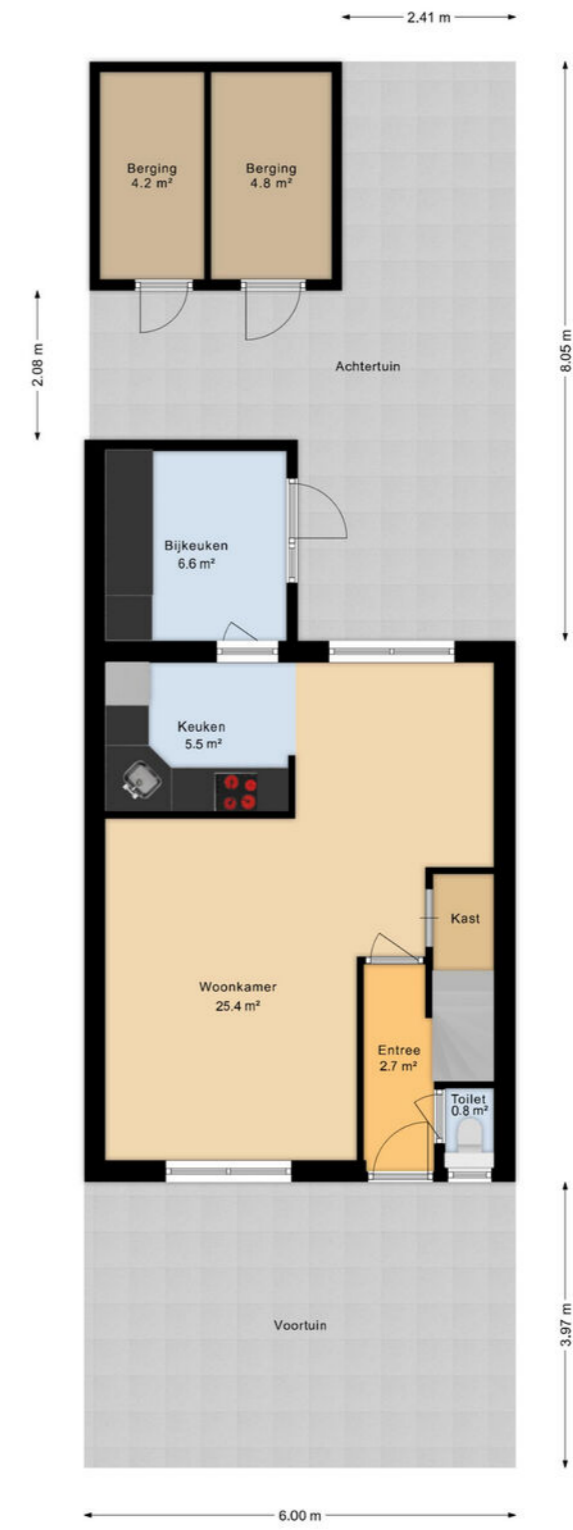 2.41 m
Berging
4.2 m²
Berging
4.8 m²
2.08 m
8.05 m
Achtertuin
Bijkeuken
6.6 m²
Keuken
5.5 m²
Kast
Woonkamer
25.4 m²
Entree
2.7 m²
Toilet
0.8 m²
Voortuin
3.97 m
6.00 m